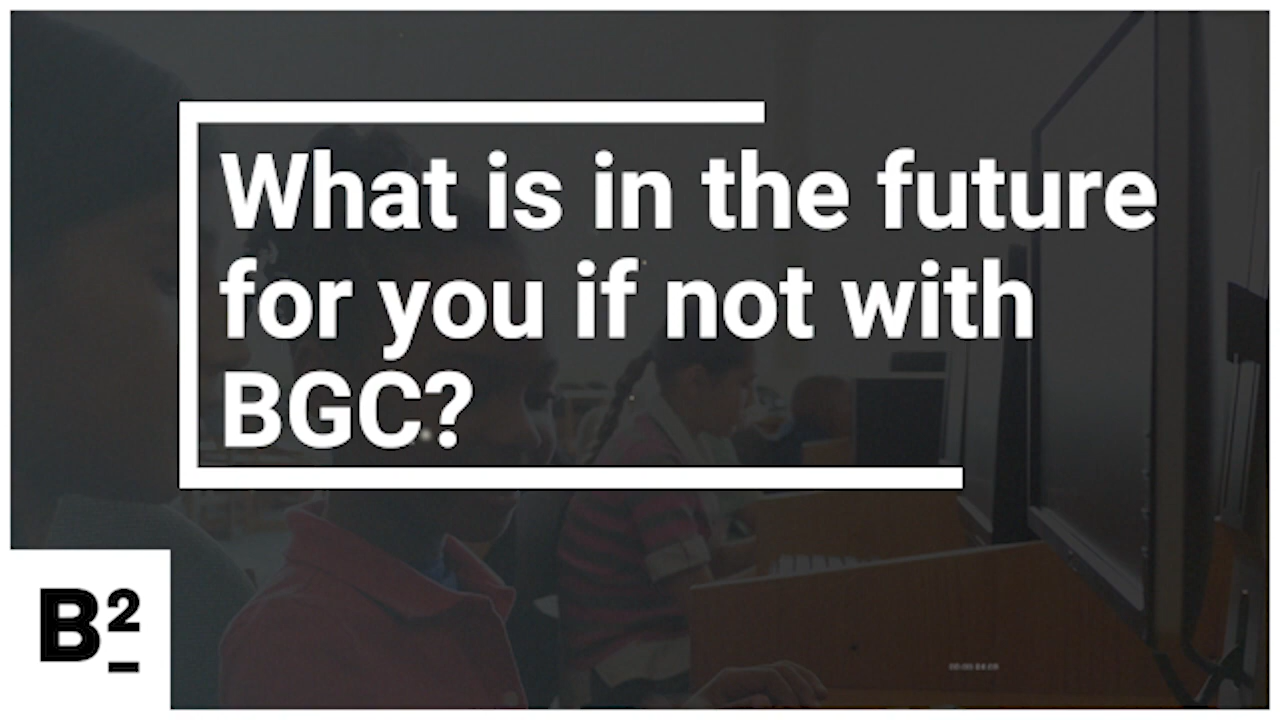 What is in the future
for you if not with
BGC?
B2